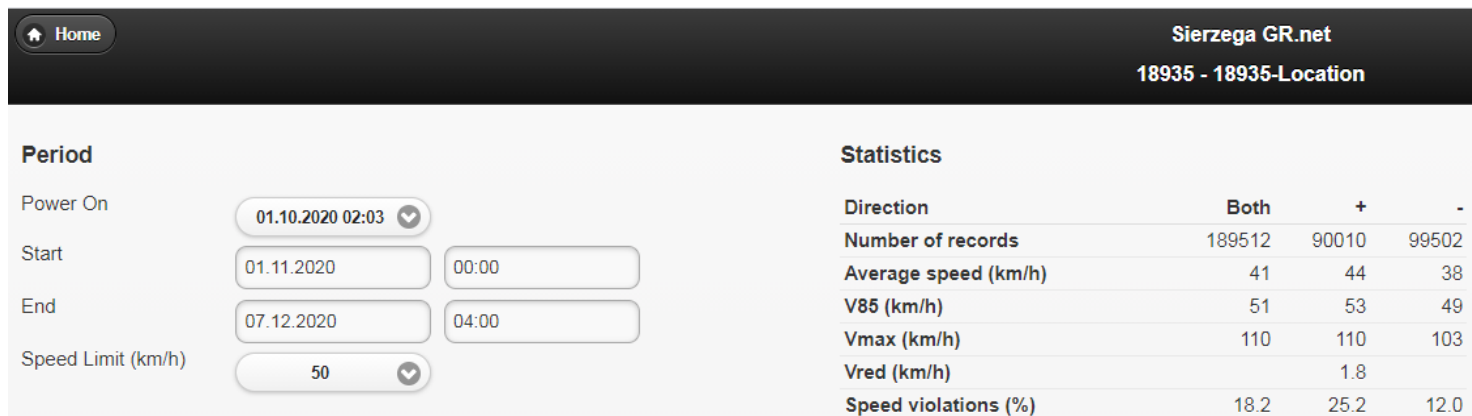 Home
Sierzega GR.net
18935 - 18935-Location
Period
Power On
01.10.2020 02:03
Start
01.11.2020 00:00
End
07.12.2020 04:00
Speed Limit (km/h)
50
Statistics
Direction Both + -
Number of records 189512 90010 99502
Average speed (km/h) 41 44 38
V85 (km/h) 51 53 49
Vmax (km/h) 110 110 103
Vred (km/h) 1.8
Speed violations (%) 18.2 25.2 12.0